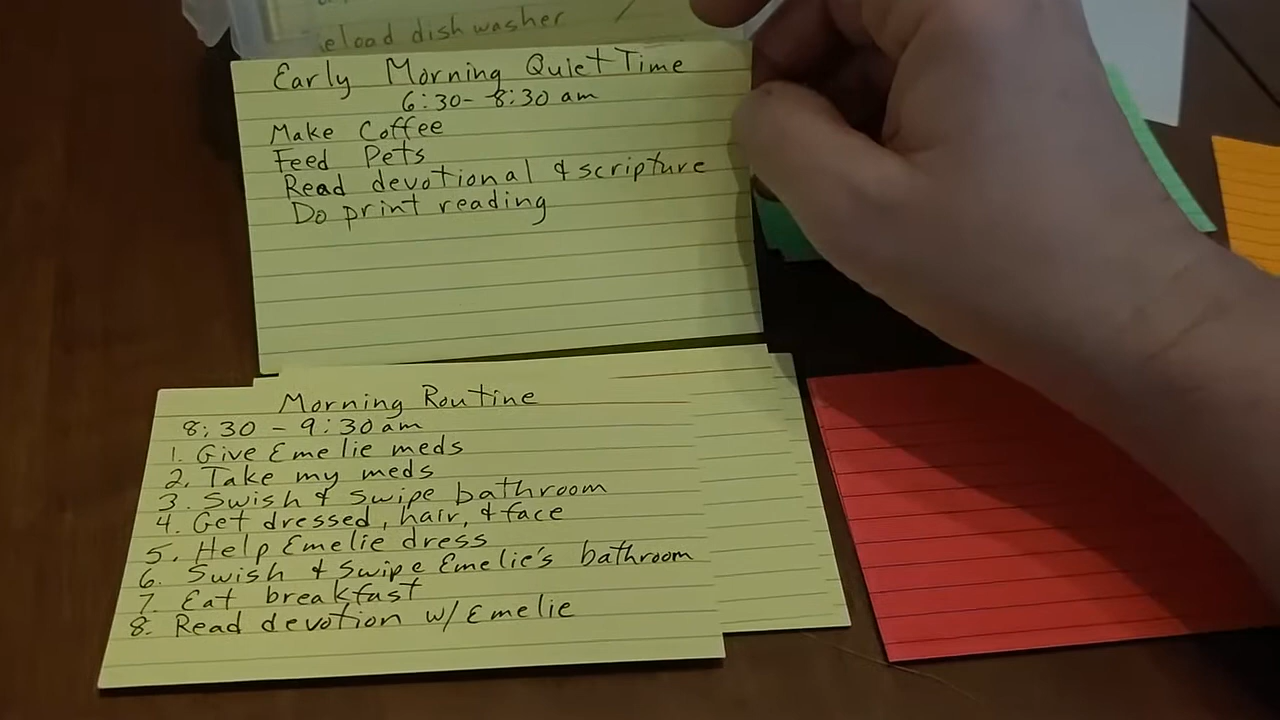 dishwasher
Early Morning Quiet Time
6:30- 8:30 am
Make Coffee
Feed Pets
Read devotional & scripture
Do print reading
Morning Routine
8:30 - 9:30 am
1. Give Emelie meds
2. Take my meds
3. Swish & Swipe bathroom
4. Get dressed, hair, & face
5. Help Emelie dress
6. Swish & Swipe Emelie's bathroom
7. Eat breakfast
8. Read devotion w/ Emelie